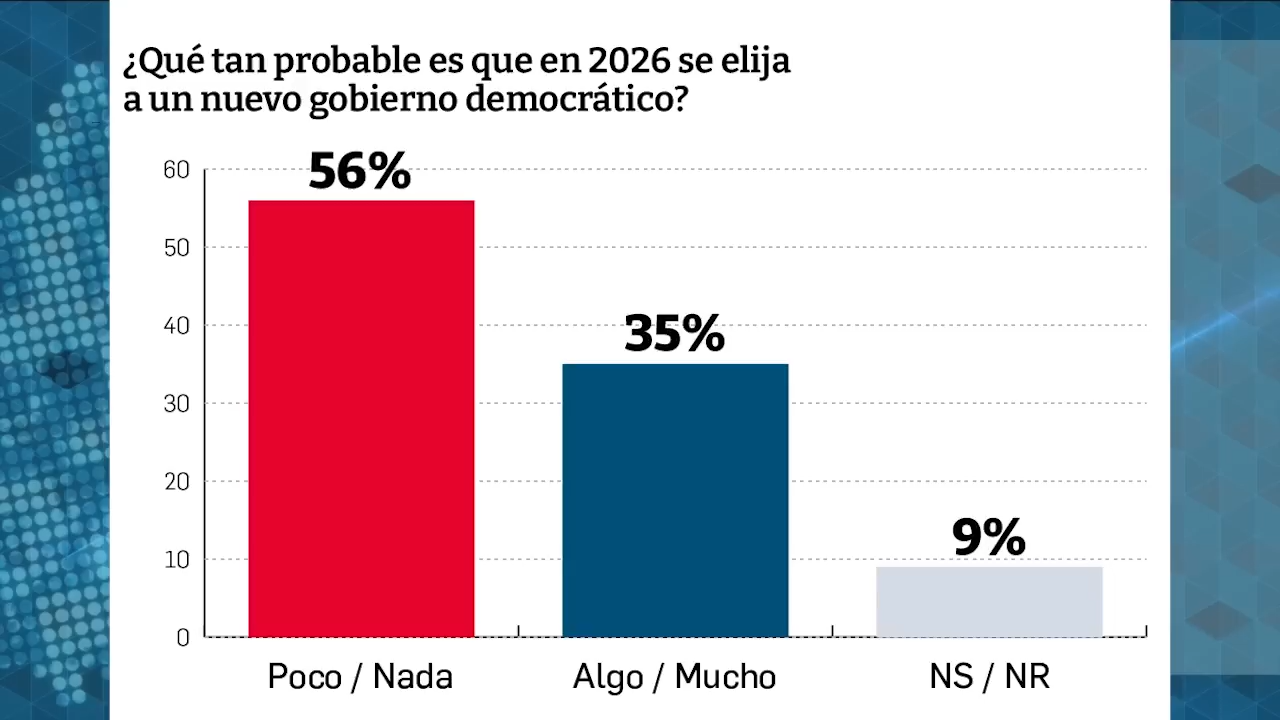 ¿Qué tan probable es que en 2026 se elija
a un nuevo gobierno democrático?
60
50
40
30
20
10
0
56%
35%
9%
Poco / Nada
Algo / Mucho
NS / NR